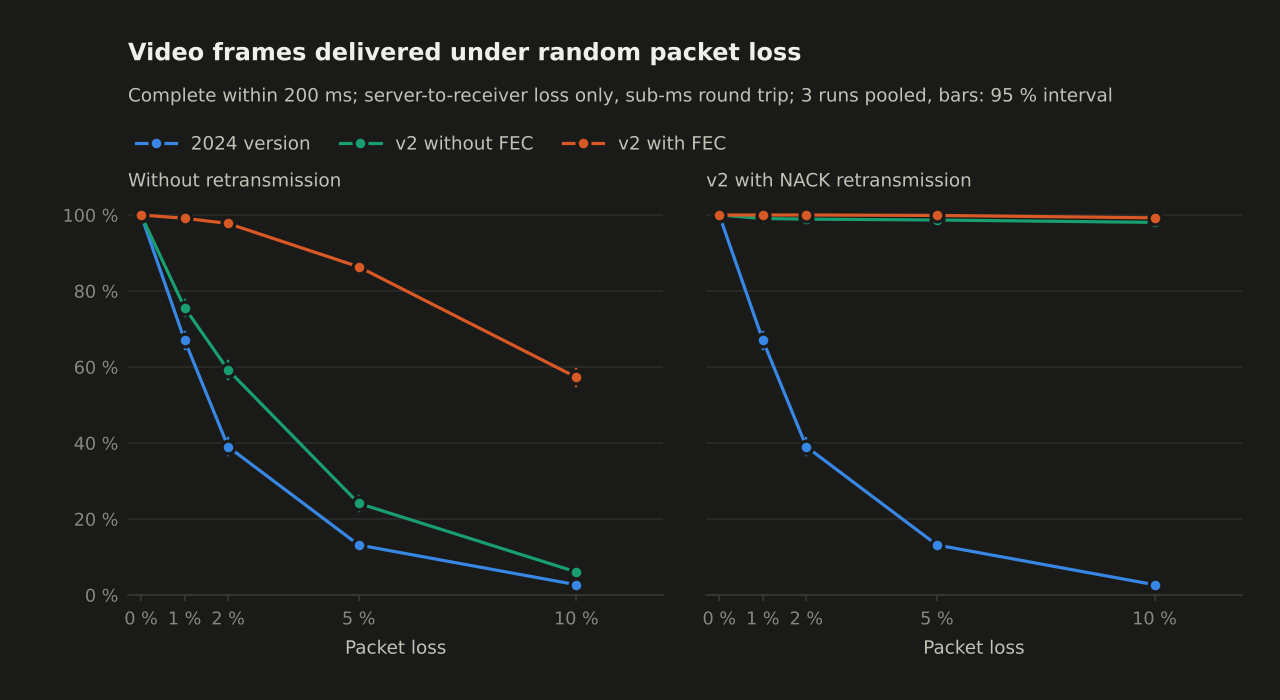 Video frames delivered under random packet loss
Complete within 200 ms; server-to-receiver loss only, sub-ms round trip; 3 runs pooled, bars: 95 % interval
2024 version
v2 without FEC
v2 with FEC
Without retransmission
100 %
80 %
60 %
40 %
20 %
0 %
0 % 1 % 2 % 5 % 10 %
Packet loss
v2 with NACK retransmission
0 % 1 % 2 % 5 % 10 %
Packet loss